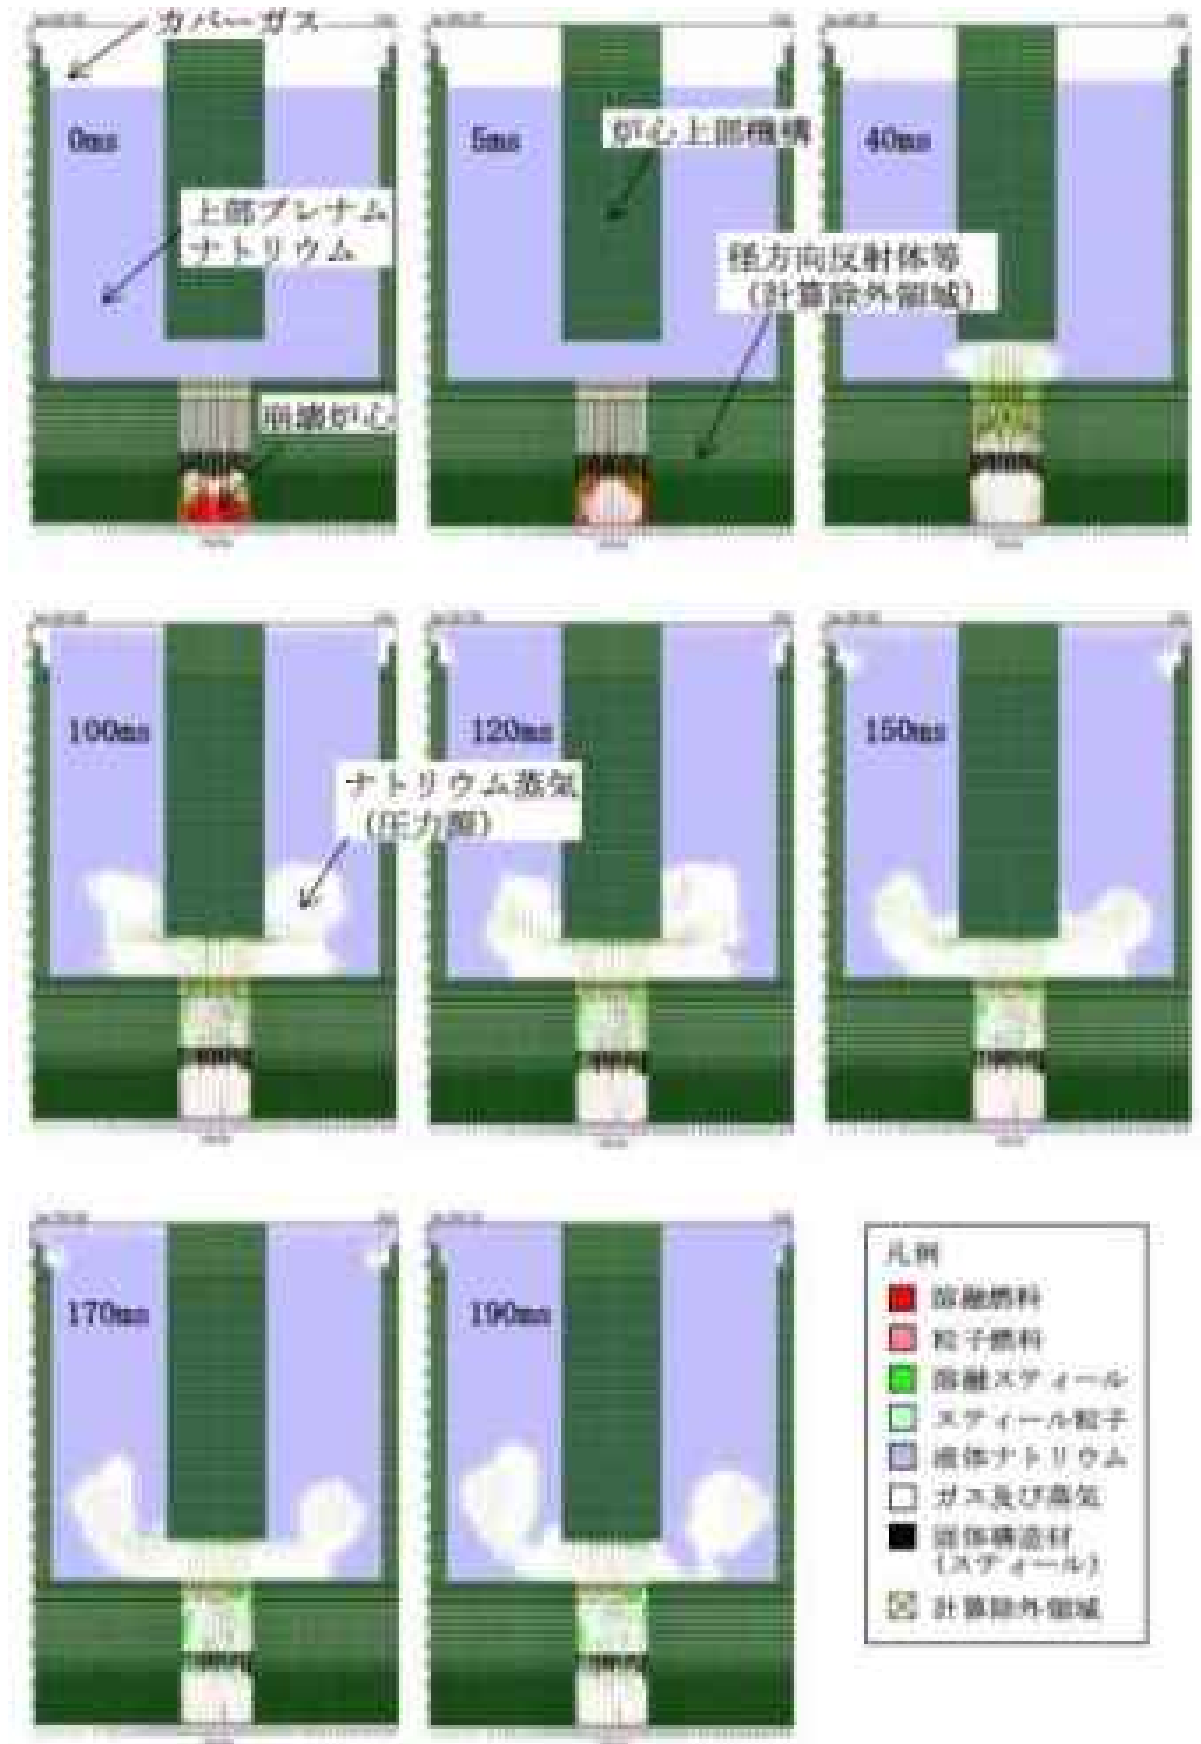 カバーガス
0ms
上部プレナム
ナトリウム
崩壊炉心
5ms
炉心上部機構
径方向反射体等
(計算除外領域)
40ms
100ms
ナトリウム蒸気
(圧力源)
120ms
150ms
170ms
190ms
凡例
溶融燃料
粒子燃料
溶融スティール
スティール粒子
液体ナトリウム
ガス及び蒸気
固体構造材
(スティール)
計算除外領域